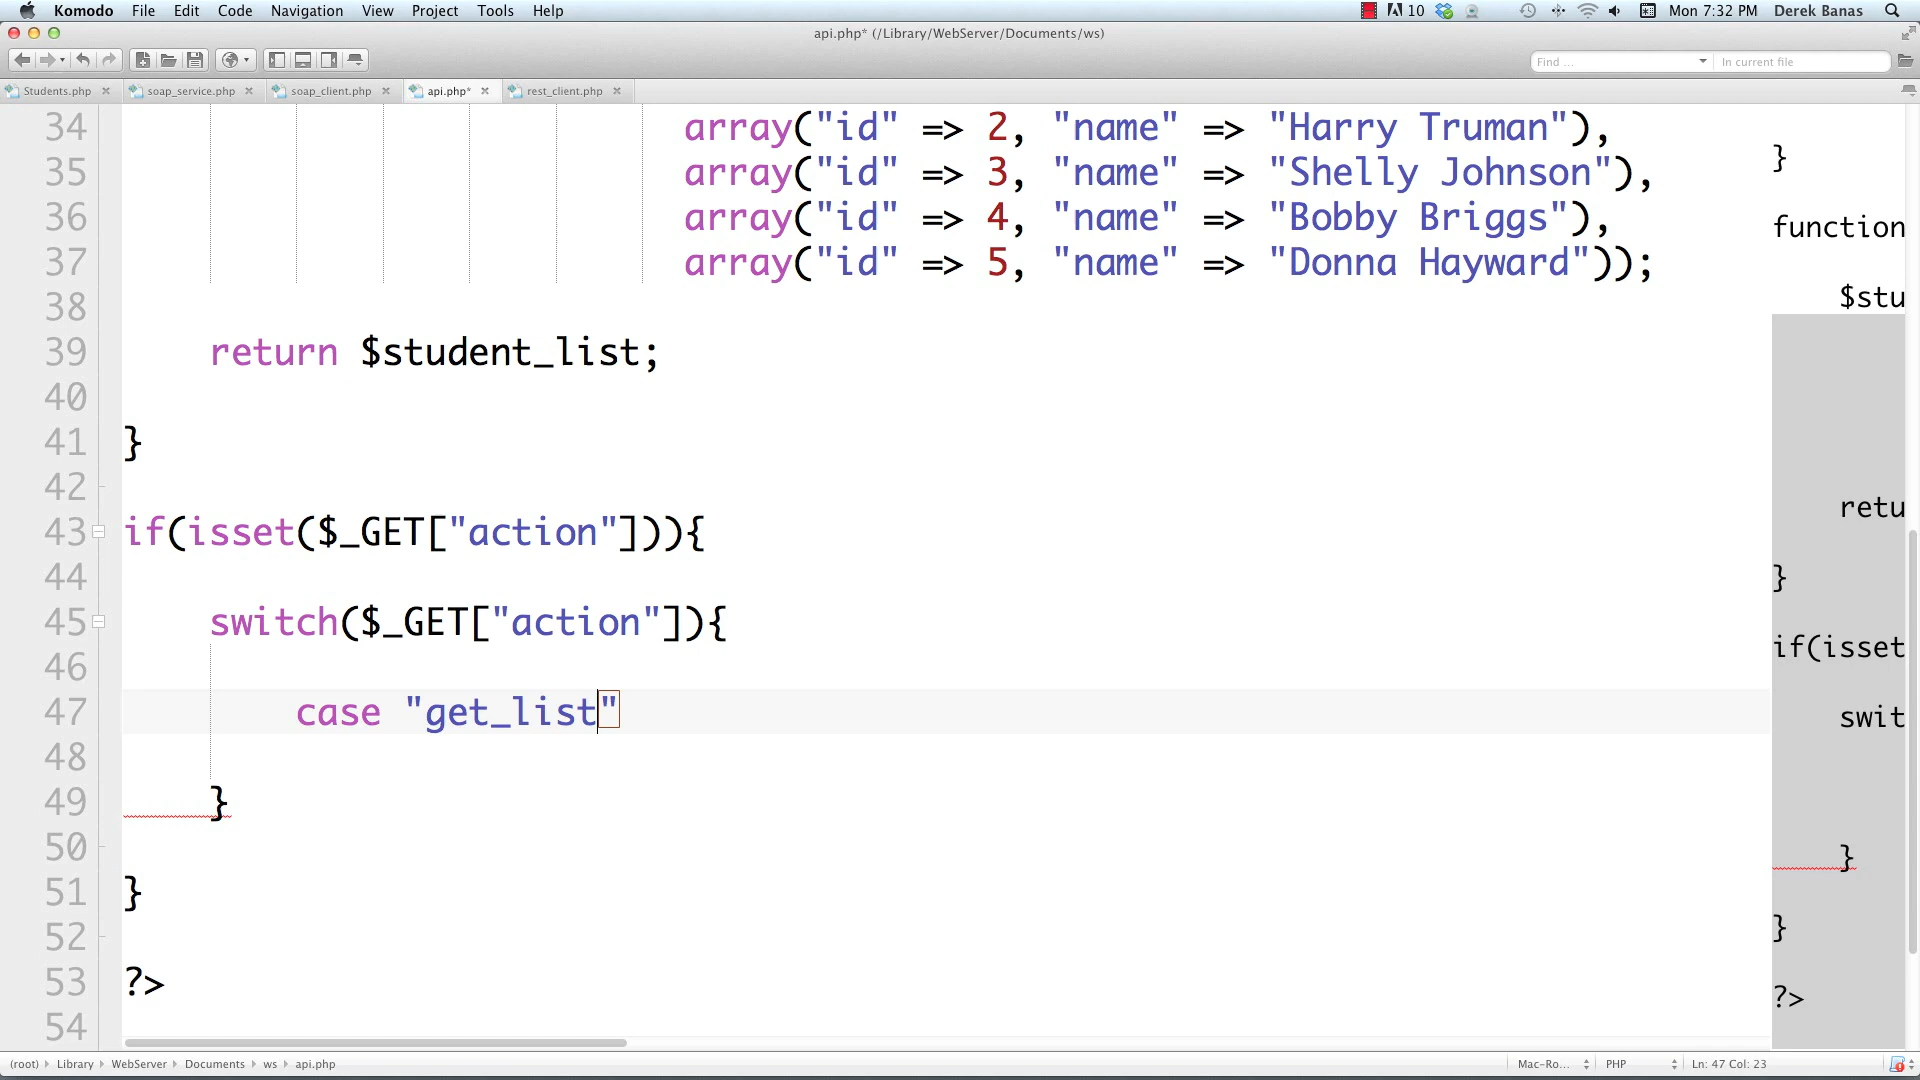 Komodo File Edit Code Navigation View Project Tools Help 10 Mon 7:32 PM Derek Banas
api.php* (/Library/WebServer/Documents/ws)
Find ... In current file
Students.php soap_service.php soap_client.php api.php* rest_client.php
34 array("id" => 2, "name" => "Harry Truman"),
35 array("id" => 3, "name" => "Shelly Johnson"),
36 array("id" => 4, "name" => "Bobby Briggs"),
37 array("id" => 5, "name" => "Donna Hayward"));
38
39 return $student_list;
40
41 }
42
43 if(isset($_GET["action"])){
44
45 switch($_GET["action"]){
46
47 case "get_list"
48
49 }
50
51 }
52
53 ?>
54
}
function
$stu
retu
}
if(isset
swit
}
}
?>
(root) Library WebServer Documents ws api.php Mac-Ro... PHP Ln: 47 Col: 23